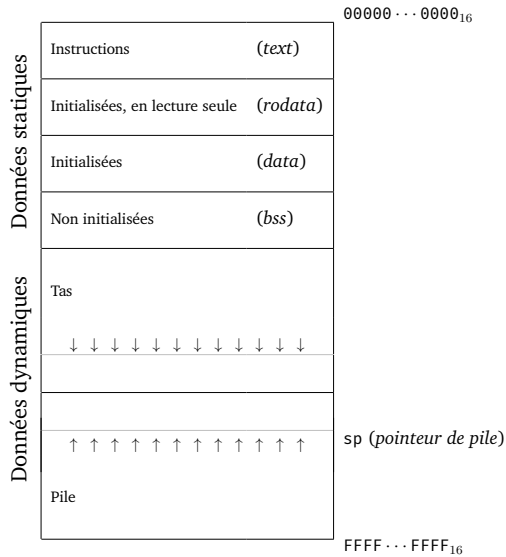 00000···0000₁₆
Données statiques
Instructions (text)
Initialisées, en lecture seule (rodata)
Initialisées (data)
Non initialisées (bss)
Données dynamiques
Tas
↓ ↓ ↓ ↓ ↓ ↓ ↓ ↓ ↓ ↓ ↓ ↓
sp (pointeur de pile)
↑ ↑ ↑ ↑ ↑ ↑ ↑ ↑ ↑ ↑ ↑ ↑
Pile
FFFF···FFFF₁₆